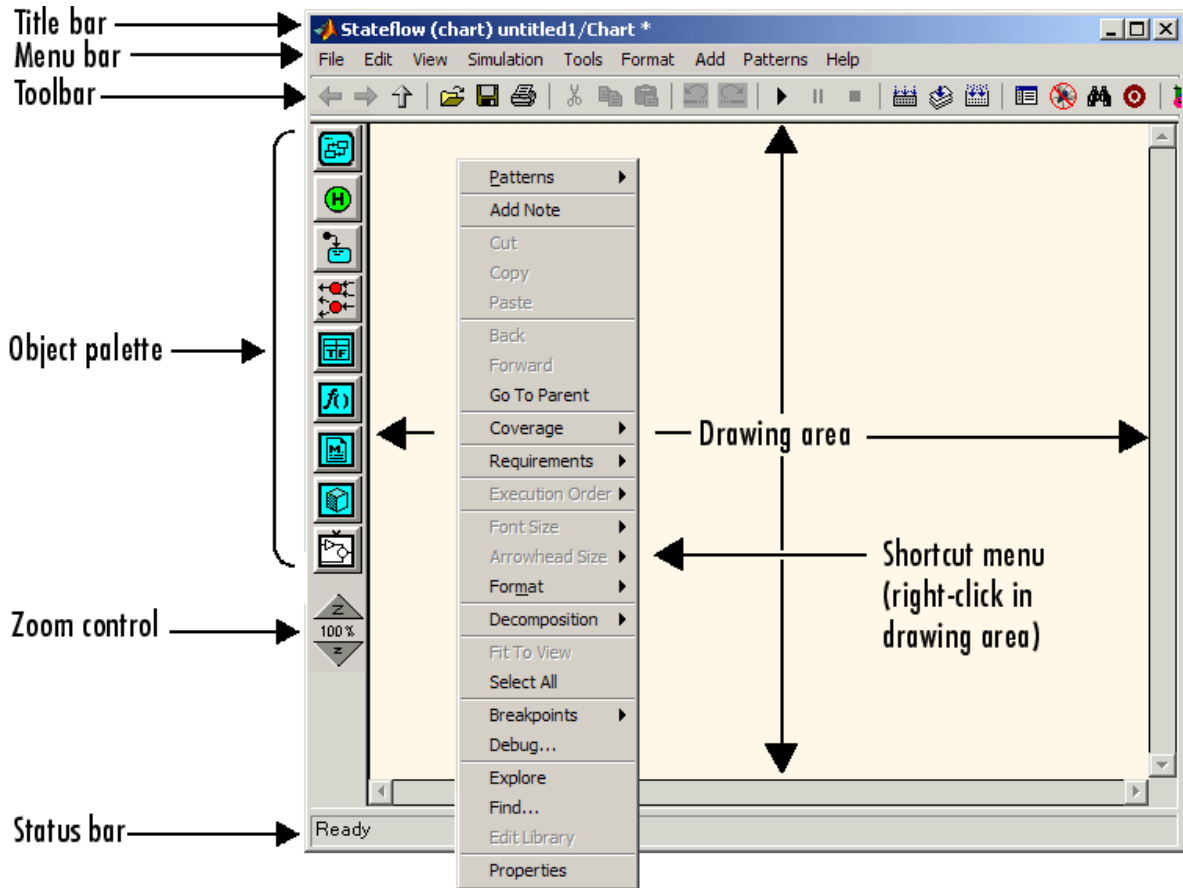 Title bar
Stateflow (chart) untitled1/Chart *
Menu bar
File Edit View Simulation Tools Format Add Patterns Help
Toolbar
Object palette
H
T F
f()
M
Zoom control
Z
100%
z
Patterns
Add Note
Cut
Copy
Paste
Back
Forward
Go To Parent
Coverage
Requirements
Execution Order
Font Size
Arrowhead Size
Format
Decomposition
Fit To View
Select All
Breakpoints
Debug...
Explore
Find...
Edit Library
Properties
Drawing area
Shortcut menu
(right-click in
drawing area)
Status bar
Ready